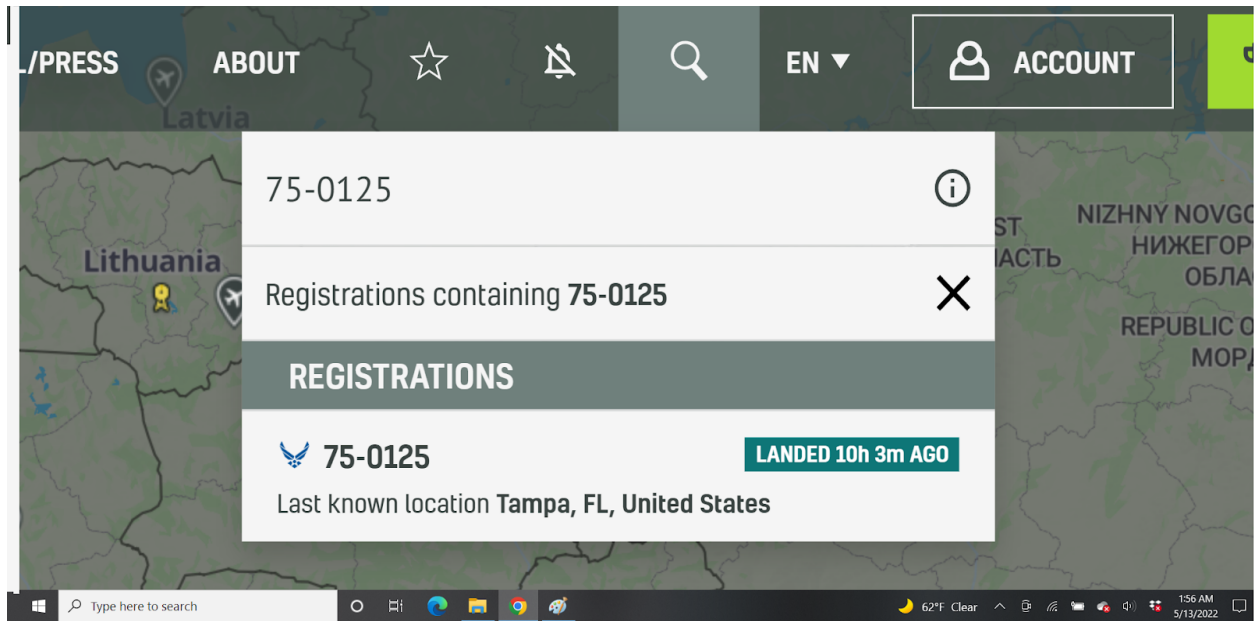 L/PRESS ABOUT EN ▼ ACCOUNT
Latvia
75-0125
Registrations containing 75-0125
REGISTRATIONS
75-0125 LANDED 10h 3m AGO
Last known location Tampa, FL, United States
Lithuania
ST
ЛАСТЬ
NIZHNY NOVGO
НИЖЕГОР
ОБЛА
REPUBLIC O
МОРД
Type here to search 62°F Clear 1:56 AM
5/13/2022